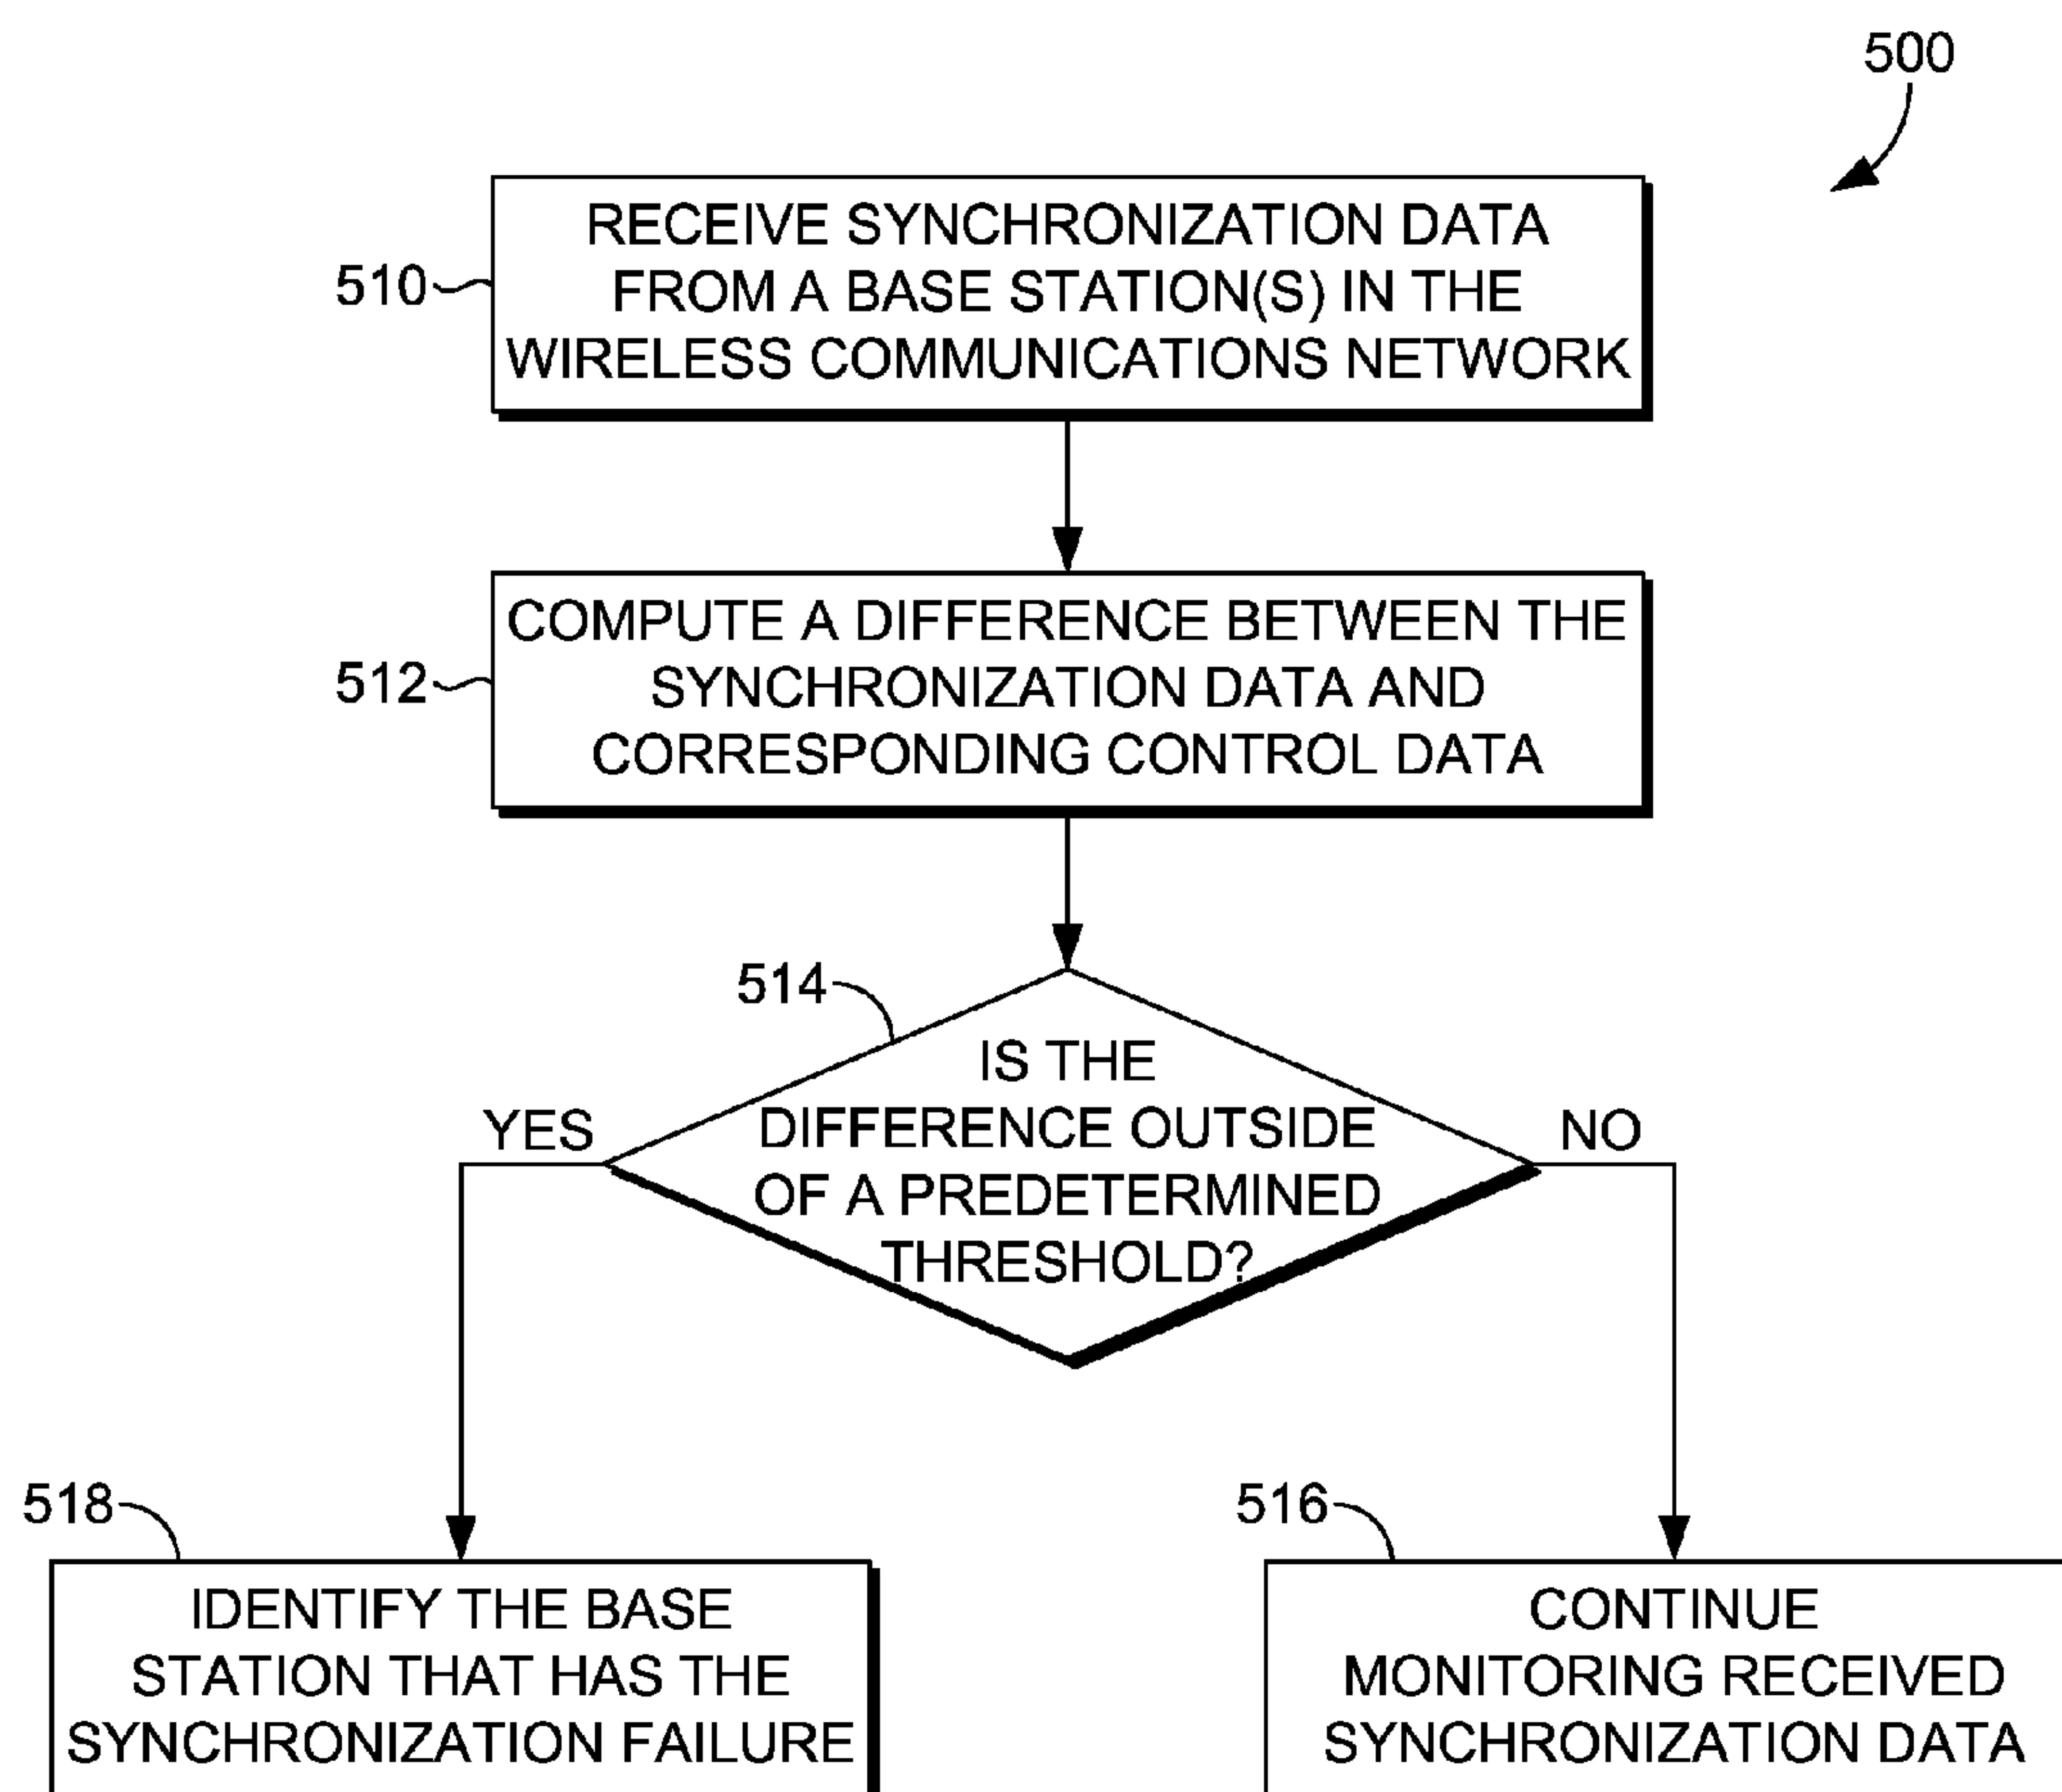 500
RECEIVE SYNCHRONIZATION DATA
FROM A BASE STATION(S) IN THE
WIRELESS COMMUNICATIONS NETWORK
510
COMPUTE A DIFFERENCE BETWEEN THE
SYNCHRONIZATION DATA AND
CORRESPONDING CONTROL DATA
512
514
IS THE
DIFFERENCE OUTSIDE
OF A PREDETERMINED
THRESHOLD?
YES
NO
518
IDENTIFY THE BASE
STATION THAT HAS THE
SYNCHRONIZATION FAILURE
516
CONTINUE
MONITORING RECEIVED
SYNCHRONIZATION DATA